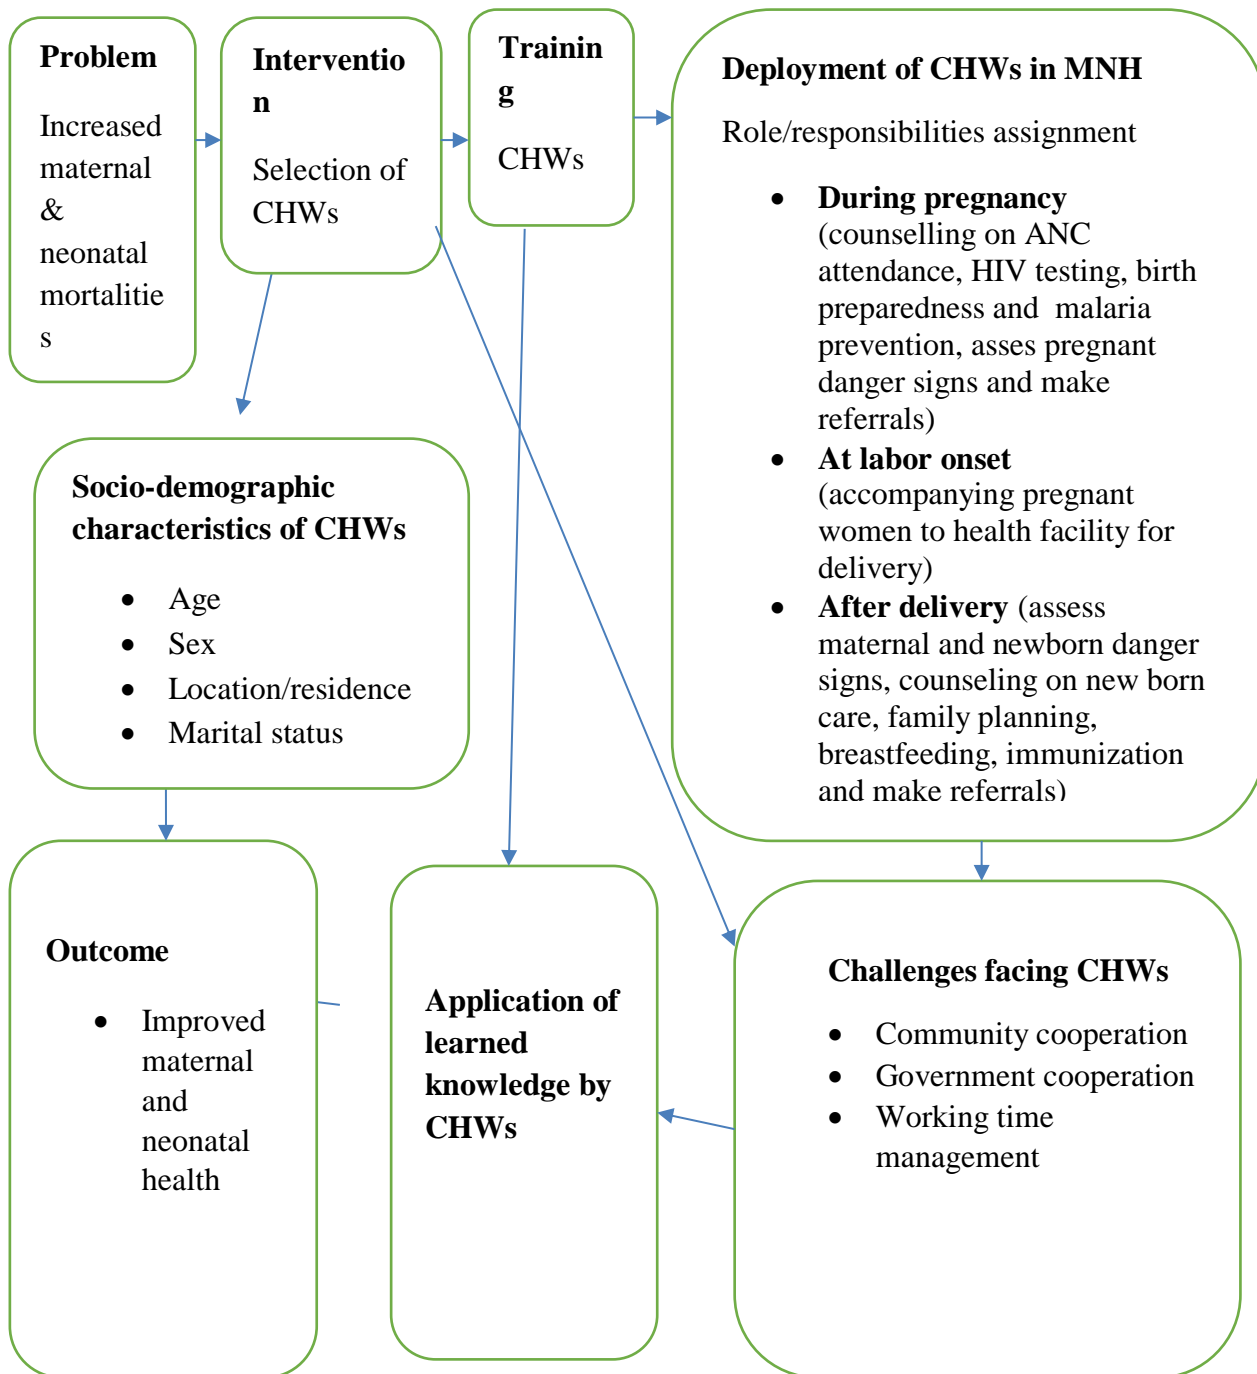 Problem
Increased
maternal
&
neonatal
mortalitie
s
Interventio
n
Selection of
CHWs
Trainin
g
CHWs
Deployment of CHWs in MNH
Role/responsibilities assignment
• During pregnancy
(counselling on ANC
attendance, HIV testing, birth
preparedness and  malaria
prevention, asses pregnant
danger signs and make
referrals)
• At labor onset
(accompanying pregnant
women to health facility for
delivery)
• After delivery (assess
maternal and newborn danger
signs, counseling on new born
care, family planning,
breastfeeding, immunization
and make referrals)
Socio-demographic
characteristics of CHWs
• Age
• Sex
• Location/residence
• Marital status
Outcome
• Improved
maternal
and
neonatal
health
Application of
learned
knowledge by
CHWs
Challenges facing CHWs
• Community cooperation
• Government cooperation
• Working time
management